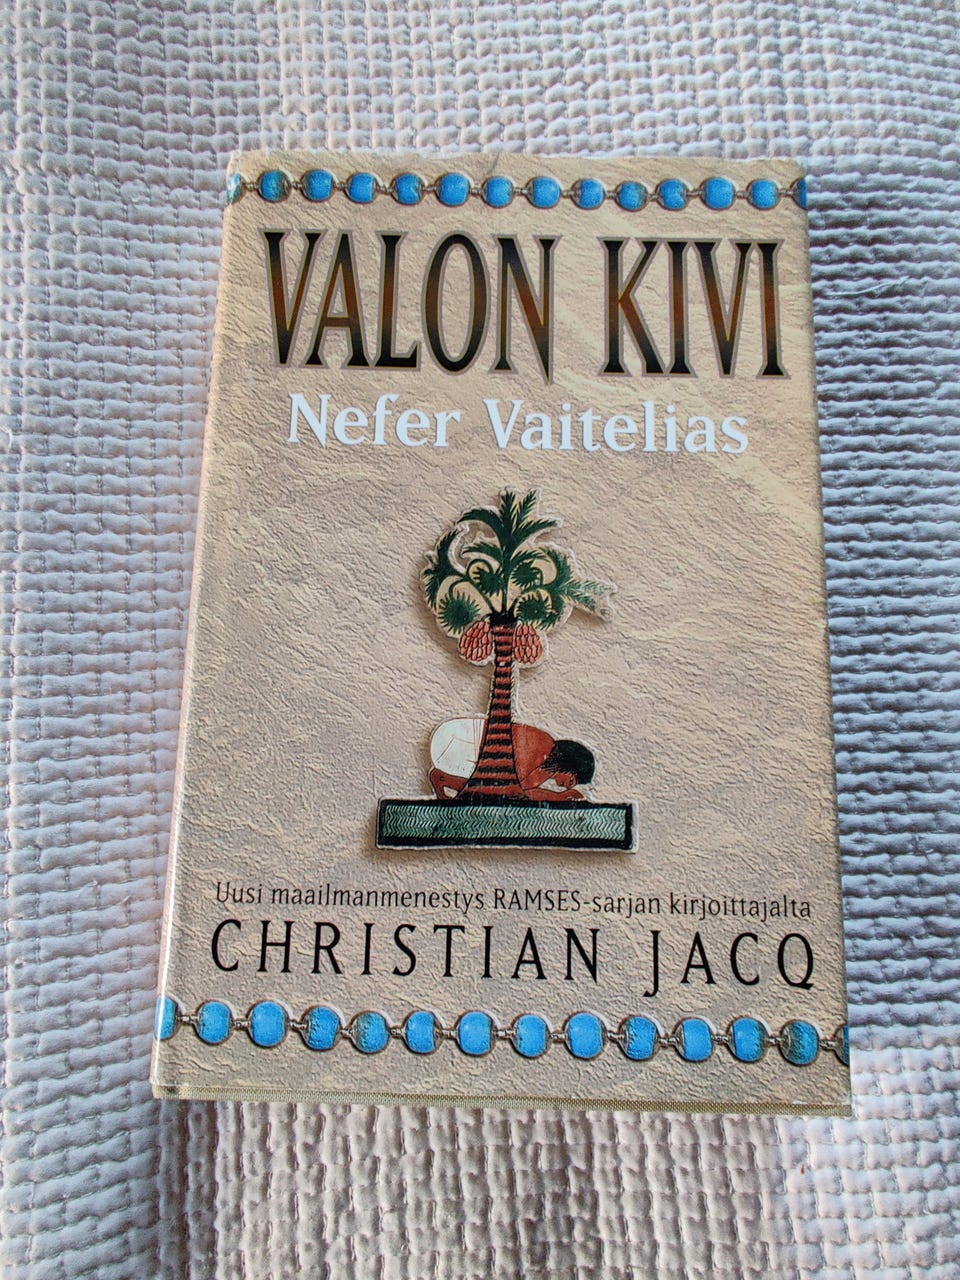 VALON KIVI
Nefer Vaitelias
Uusi maailmanmenestys RAMSES-sarjan kirjoittajalta
CHRISTIAN JACQ